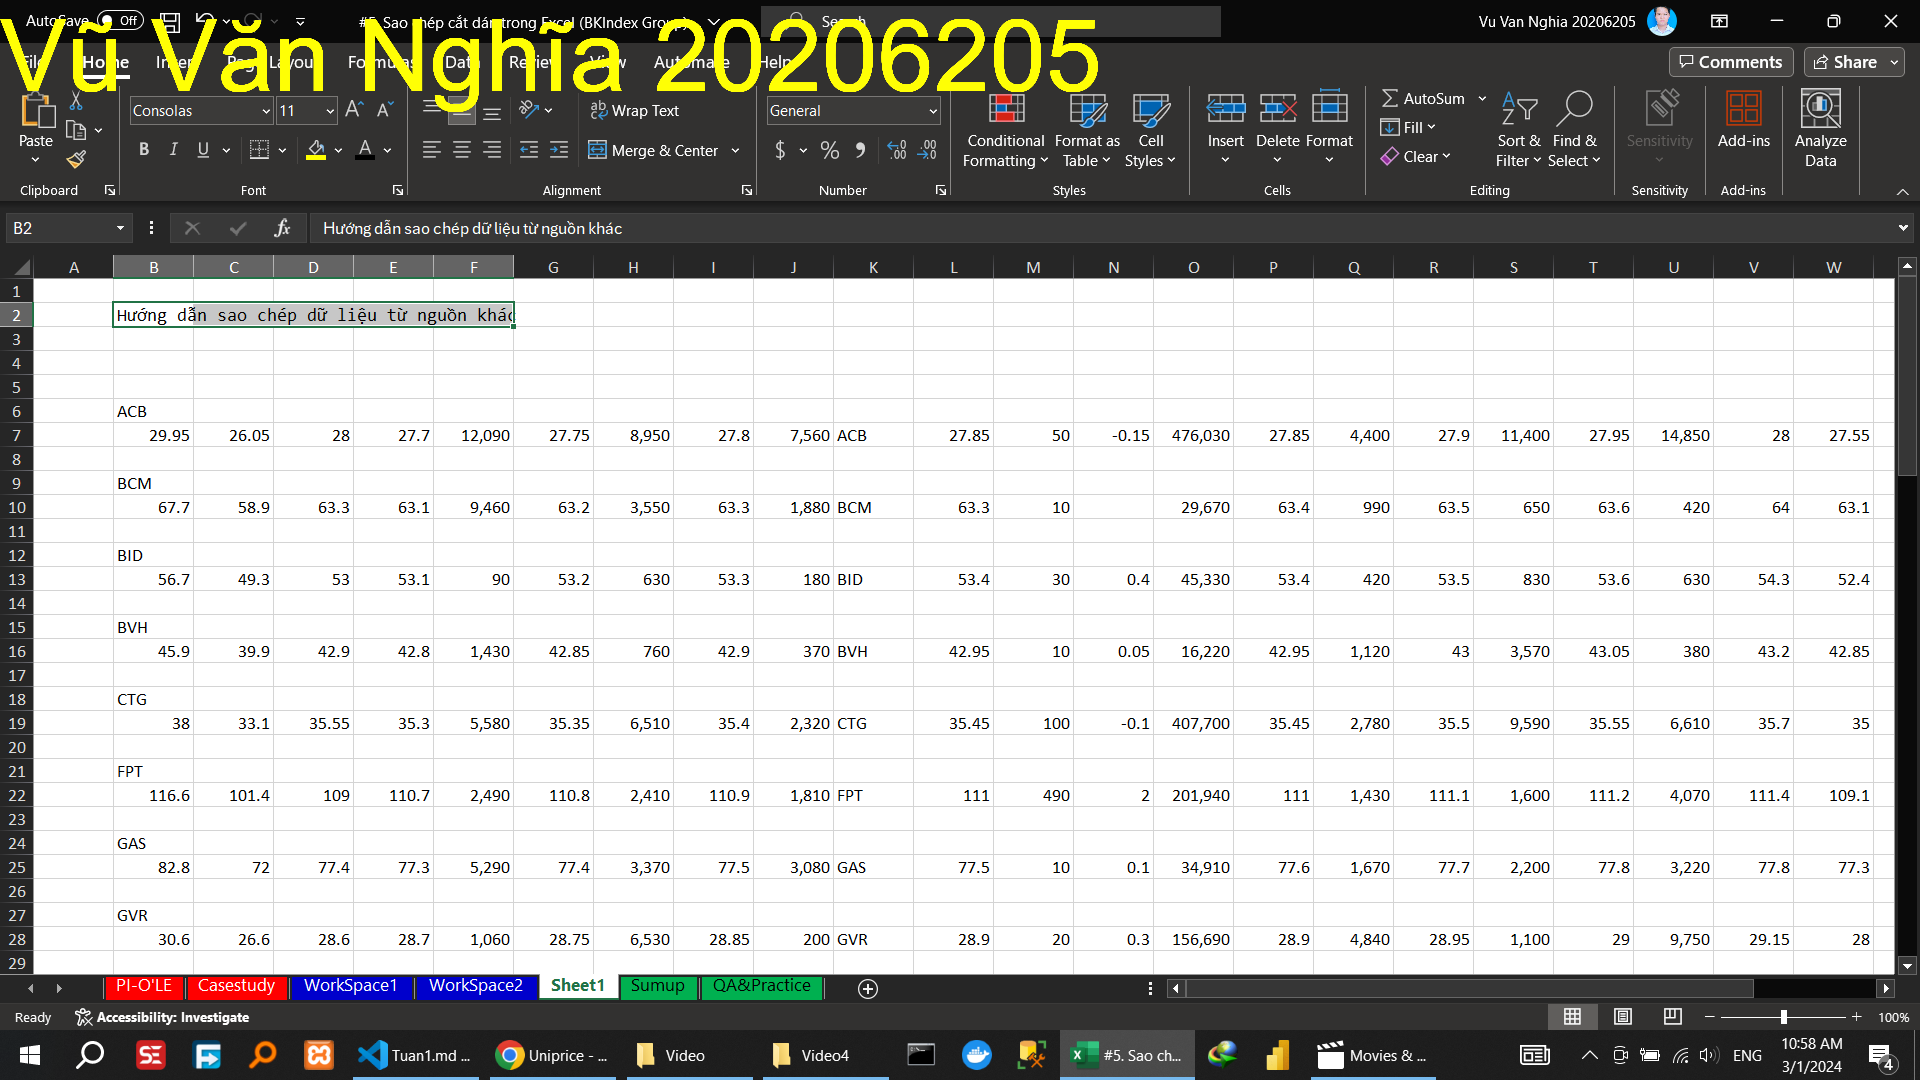 AutoSave Off #5. Sao chép cắt dán trong Excel (BKIndex Group) Search Vu Van Nghia 20206205
Vũ Văn Nghĩa 20206205
File Home Insert Page Layout Formulas Data Review View Automate Help Comments Share
Consolas 11 Wrap Text General AutoSum
Paste B I U A Merge & Center $ % Conditional Formatting Format as Table Cell Styles Insert Delete Format Fill Clear Sort & Filter Find & Select Sensitivity Add-ins Analyze Data
Clipboard Font Alignment Number Styles Cells Editing Sensitivity Add-ins
B2 fx Hướng dẫn sao chép dữ liệu từ nguồn khác
A B C D E F G H I J K L M N O P Q R S T U V W
1
2 Hướng dẫn sao chép dữ liệu từ nguồn khác
3
4
5
6 ACB
7 29.95 26.05 28 27.7 12,090 27.75 8,950 27.8 7,560 ACB 27.85 50 -0.15 476,030 27.85 4,400 27.9 11,400 27.95 14,850 28 27.55
8
9 BCM
10 67.7 58.9 63.3 63.1 9,460 63.2 3,550 63.3 1,880 BCM 63.3 10 29,670 63.4 990 63.5 650 63.6 420 64 63.1
11
12 BID
13 56.7 49.3 53 53.1 90 53.2 630 53.3 180 BID 53.4 30 0.4 45,330 53.4 420 53.5 830 53.6 630 54.3 52.4
14
15 BVH
16 45.9 39.9 42.9 42.8 1,430 42.85 760 42.9 370 BVH 42.95 10 0.05 16,220 42.95 1,120 43 3,570 43.05 380 43.2 42.85
17
18 CTG
19 38 33.1 35.55 35.3 5,580 35.35 6,510 35.4 2,320 CTG 35.45 100 -0.1 407,700 35.45 2,780 35.5 9,590 35.55 6,610 35.7 35
20
21 FPT
22 116.6 101.4 109 110.7 2,490 110.8 2,410 110.9 1,810 FPT 111 490 2 201,940 111 1,430 111.1 1,600 111.2 4,070 111.4 109.1
23
24 GAS
25 82.8 72 77.4 77.3 5,290 77.4 3,370 77.5 3,080 GAS 77.5 10 0.1 34,910 77.6 1,670 77.7 2,200 77.8 3,220 77.8 77.3
26
27 GVR
28 30.6 26.6 28.6 28.7 1,060 28.75 6,530 28.85 200 GVR 28.9 20 0.3 156,690 28.9 4,840 28.95 1,100 29 9,750 29.15 28
29
PI-O'LE Casestudy WorkSpace1 WorkSpace2 Sheet1 Sumup QA&Practice
Ready Accessibility: Investigate 100%
Tuan1.md ... Uniprice - ... Video Video4 #5. Sao ch... Movies & ... ENG 10:58 AM
3/1/2024 4